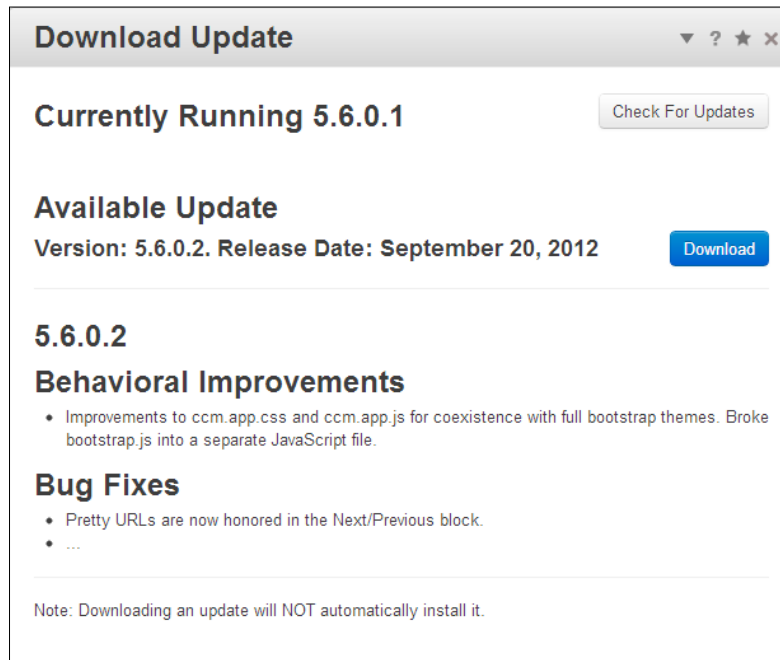 Download Update
?
Currently Running 5.6.0.1
Check For Updates
Available Update
Version: 5.6.0.2. Release Date: September 20, 2012
Download
5.6.0.2
Behavioral Improvements
• Improvements to ccm.app.css and ccm.app.js for coexistence with full bootstrap themes. Broke
bootstrap.js into a separate JavaScript file.
Bug Fixes
• Pretty URLs are now honored in the Next/Previous block.
• ...
Note: Downloading an update will NOT automatically install it.